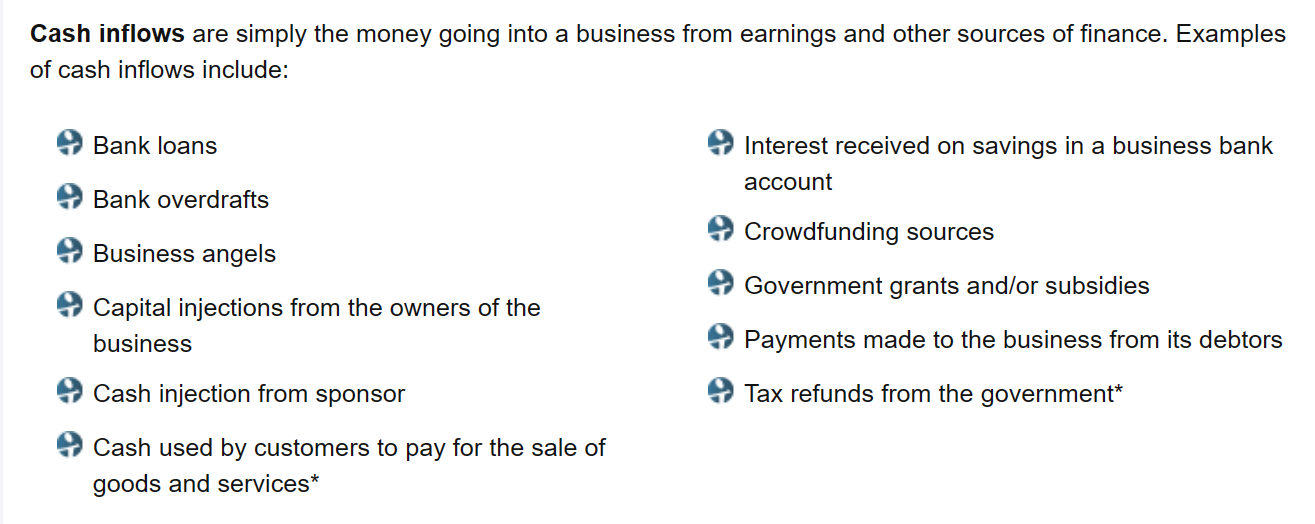 Cash inflows are simply the money going into a business from earnings and other sources of finance. Examples
of cash inflows include:
Bank loans
Bank overdrafts
Business angels
Capital injections from the owners of the
business
Cash injection from sponsor
Cash used by customers to pay for the sale of
goods and services*
Interest received on savings in a business bank
account
Crowdfunding sources
Government grants and/or subsidies
Payments made to the business from its debtors
Tax refunds from the government*